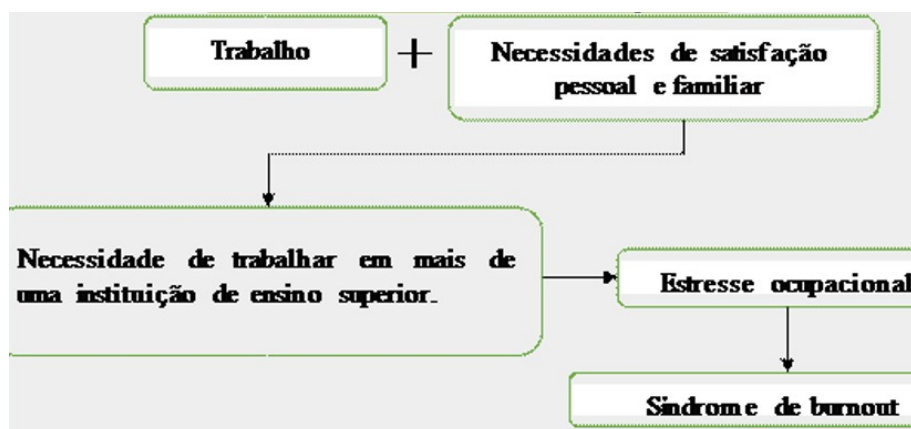 Trabalho
+
Necessidades de satisfação
pessoal e familiar
Necessidade de trabalhar em mais de
uma instituição de ensino superior.
Estresse ocupacional
Síndrome de burnout